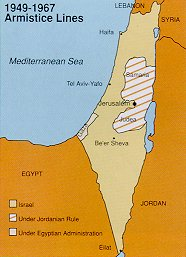 1949-1967
Armistice Lines
LEBANON
SYRIA
Haifa
Mediterranean Sea
Samaria
Tel Aviv-Yafo
Jerusalem
Judea
Be'er Sheva
EGYPT
JORDAN
Israel
Under Jordanian Rule
Under Egyptian Administration
Eilat